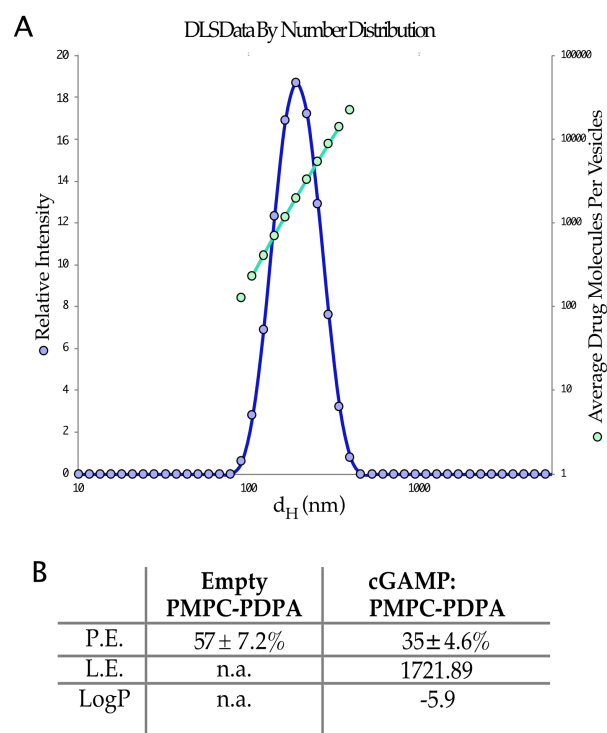 A
DLSData By Number Distribution
20
18
16
14
12
10
8
6
4
2
0
Relative Intensity
100000
10000
1000
100
10
1
Average Drug Molecules Per Vesicles
10
100
1000
dH (nm)
B
Empty PMPC-PDPA
cGAMP: PMPC-PDPA
P.E. 57 ± 7.2% 35 ± 4.6%
L.E. n.a. 1721.89
LogP n.a. -5.9